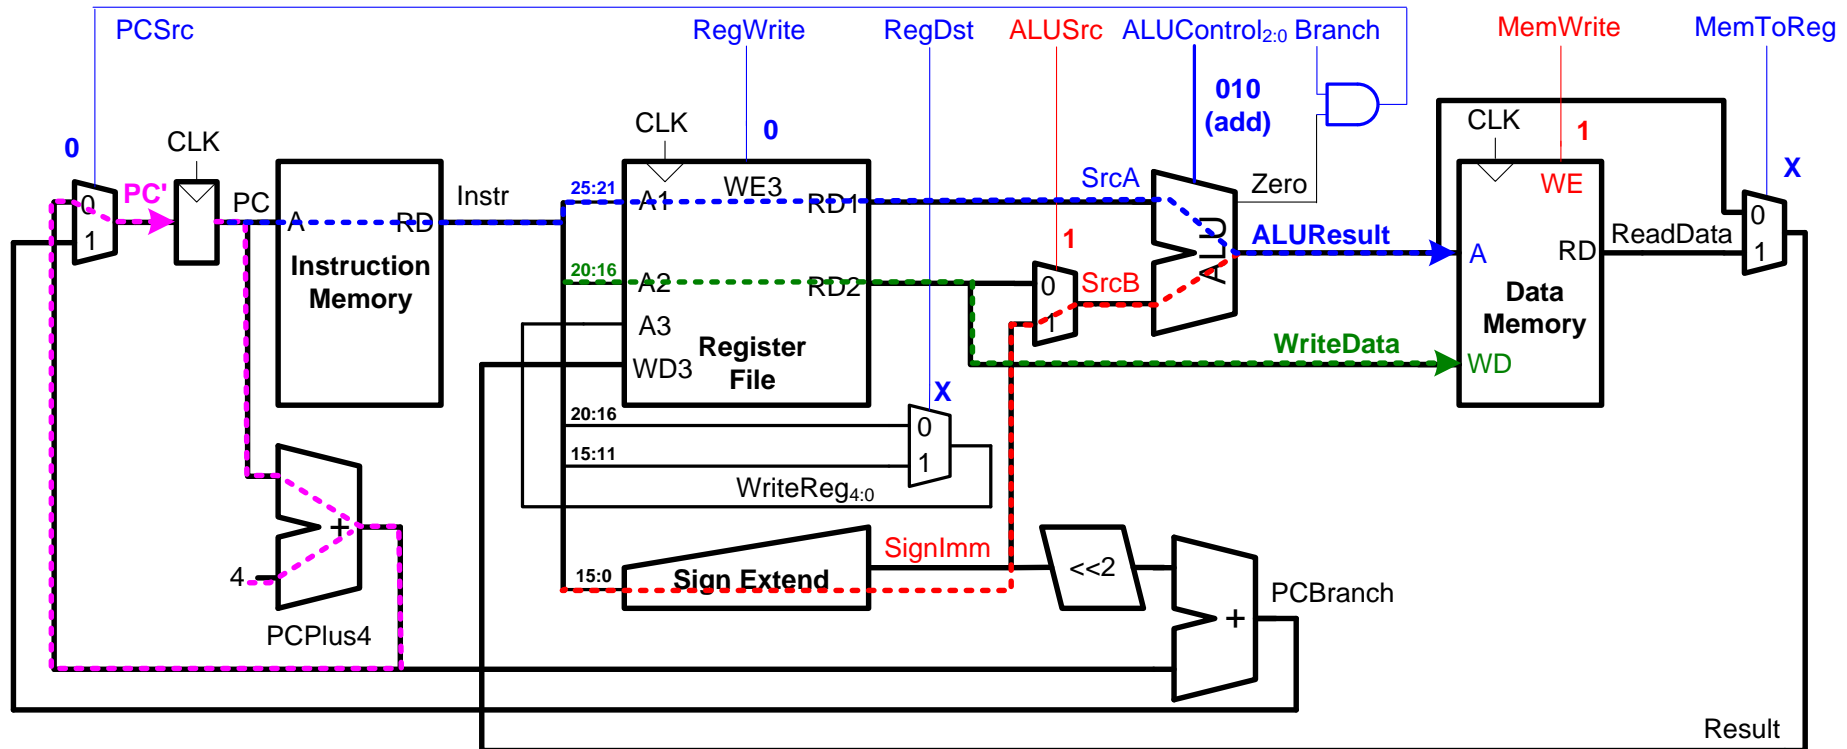 PCSrc
RegWrite
RegDst
ALUSrc
ALUControl2:0 Branch
MemWrite
MemToReg
010
(add)
0
CLK
CLK
0
CLK
1
X
PC'
PC
Instr
25:21
A1
WE3
RD1
SrcA
Zero
WE
0
1
A
RD
ALU
ALUResult
A
RD
ReadData
0
1
Instruction
Memory
20:16
A2
RD2
1
0
1
SrcB
Data
Memory
A3
WD3
Register
File
WriteData
WD
X
20:16
15:11
0
1
WriteReg4:0
4
+
PCPlus4
15:0
Sign Extend
SignImm
<<2
+
PCBranch
Result